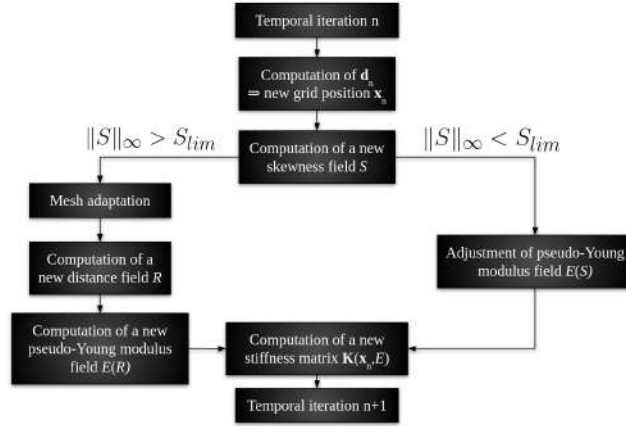 Temporal iteration n
Computation of d_n
⇒ new grid position x_n
‖S‖∞ > S_lim
Computation of a new
skewness field S
‖S‖∞ < S_lim
Mesh adaptation
Computation of a
new distance field R
Adjustment of pseudo-Young
modulus field E(S)
Computation of a new
pseudo-Young modulus
field E(R)
Computation of a new
stiffness matrix K(x_n,E)
Temporal iteration n+1